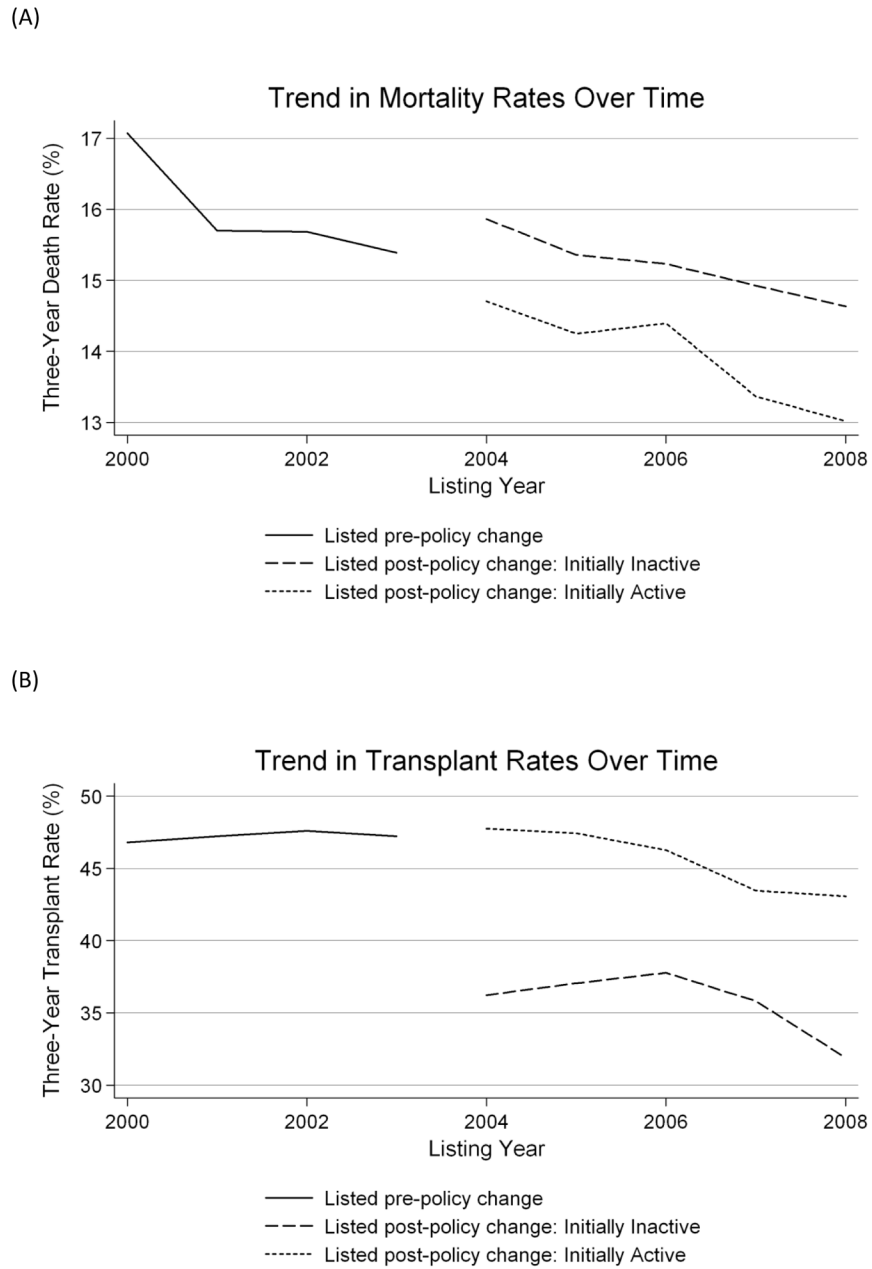 (A)
Trend in Mortality Rates Over Time
Three-Year Death Rate (%)
17
16
15
14
13
2000 2002 2004 2006 2008
Listing Year
Listed pre-policy change
Listed post-policy change: Initially Inactive
Listed post-policy change: Initially Active
(B)
Trend in Transplant Rates Over Time
Three-Year Transplant Rate (%)
50
45
40
35
30
2000 2002 2004 2006 2008
Listing Year
Listed pre-policy change
Listed post-policy change: Initially Inactive
Listed post-policy change: Initially Active